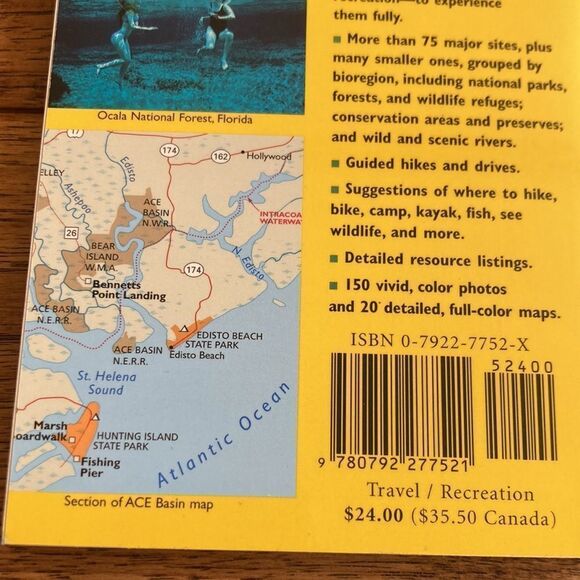 recreation—to experience
them fully.
■ More than 75 major sites, plus
many smaller ones, grouped by
bioregion, including national parks,
forests, and wildlife refuges;
conservation areas and preserves;
and wild and scenic rivers.
■ Guided hikes and drives.
■ Suggestions of where to hike,
bike, camp, kayak, fish, see
wildlife, and more.
■ Detailed resource listings.
■ 150 vivid, color photos
and 20 detailed, full-color maps.
ISBN 0-7922-7752-X
52400
9 780792 277521
Travel / Recreation
$24.00 ($35.50 Canada)
Ocala National Forest, Florida
17
174
162
Hollywood
ELLEY
Ashepoo
Edisto
ACE
BASIN
N.W.R.
INTRACOA
WATERWAY
26
BEAR
ISLAND
W.M.A.
N. Edisto
174
Bennetts
Point Landing
ACE BASIN
N.E.R.R.
EDISTO BEACH
STATE PARK
Edisto Beach
ACE BASIN
N.E.R.R.
St. Helena
Sound
Atlantic Ocean
Marsh
oardwalk
HUNTING ISLAND
STATE PARK
Fishing
Pier
Section of ACE Basin map